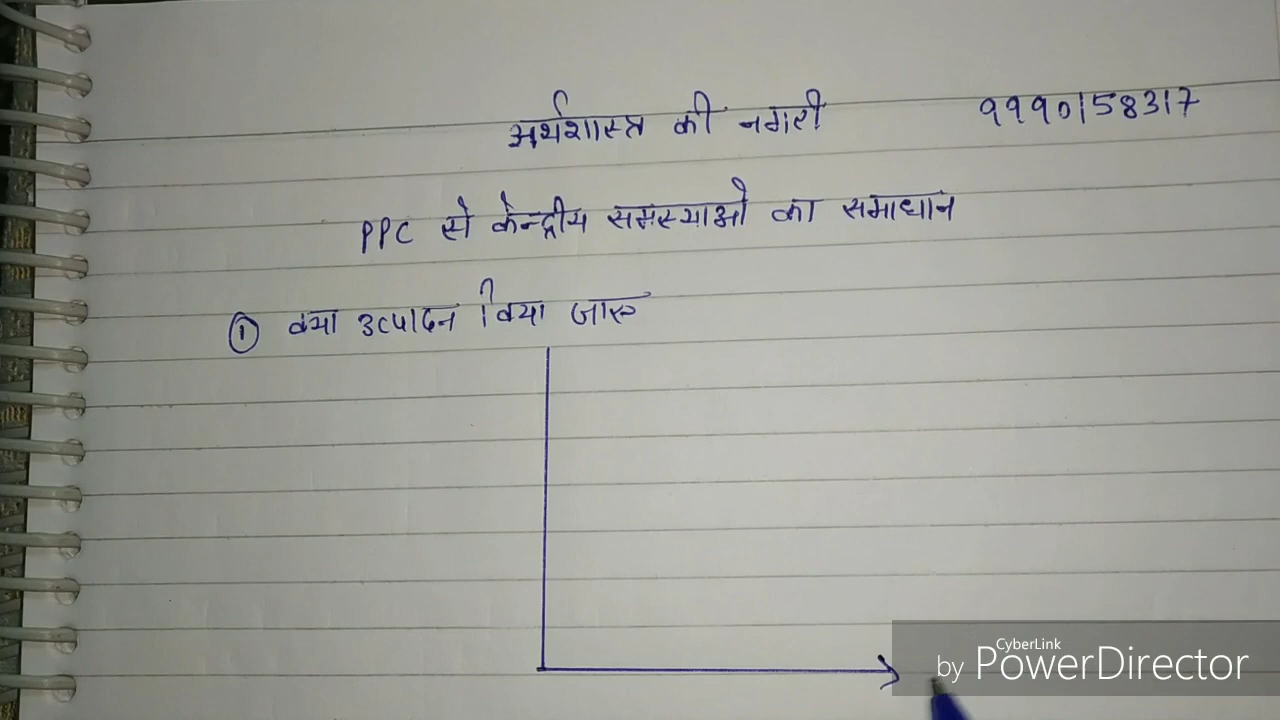 अर्थशास्त्र की नगरी 9990158317
PPC से केन्द्रीय समस्याओ का समाधान
① क्या उत्पादन किया जाए
CyberLink
by PowerDirector